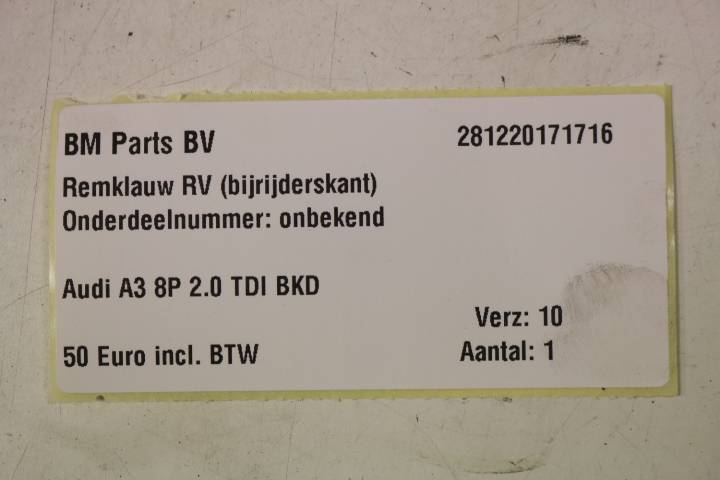 BM Parts BV 281220171716
Remklauw RV (bijrijderskant)
Onderdeelnummer: onbekend
Audi A3 8P 2.0 TDI BKD
Verz: 10
50 Euro incl. BTW Aantal: 1